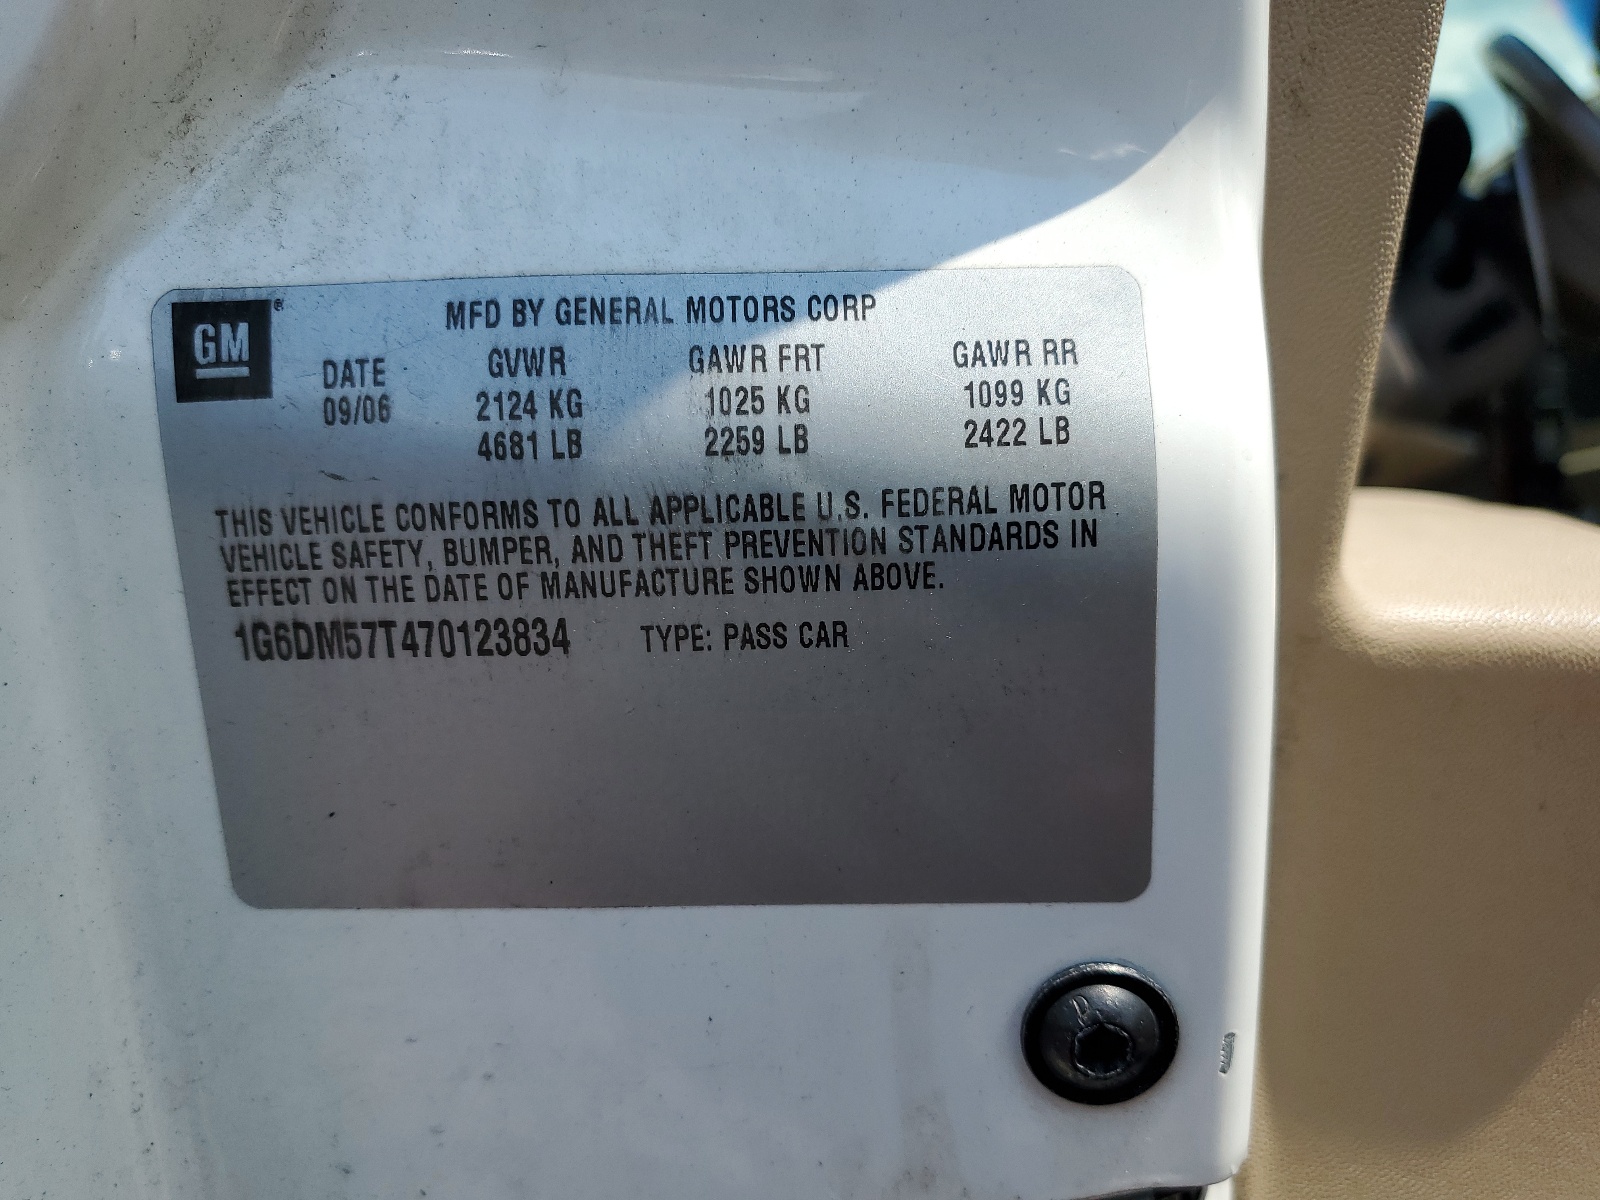 GM ®
MFD BY GENERAL MOTORS CORP
DATE GVWR GAWR FRT GAWR RR
09/06 2124 KG 1025 KG 1099 KG
4681 LB 2259 LB 2422 LB
THIS VEHICLE CONFORMS TO ALL APPLICABLE U.S. FEDERAL MOTOR
VEHICLE SAFETY, BUMPER, AND THEFT PREVENTION STANDARDS IN
EFFECT ON THE DATE OF MANUFACTURE SHOWN ABOVE.
1G6DM57T470123834 TYPE: PASS CAR